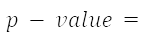 p − value =